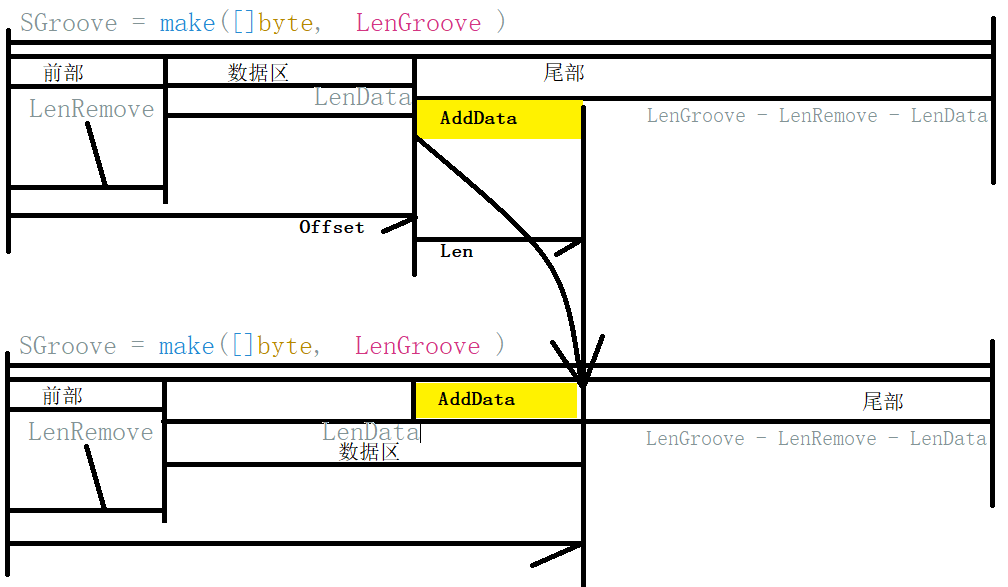 SGroove = make([]byte, LenGroove )
前部 数据区 尾部
LenRemove LenData
AddData LenGroove - LenRemove - LenData
Offset
Len
SGroove = make([]byte, LenGroove )
前部 AddData 尾部
LenRemove LenData LenGroove - LenRemove - LenData
数据区